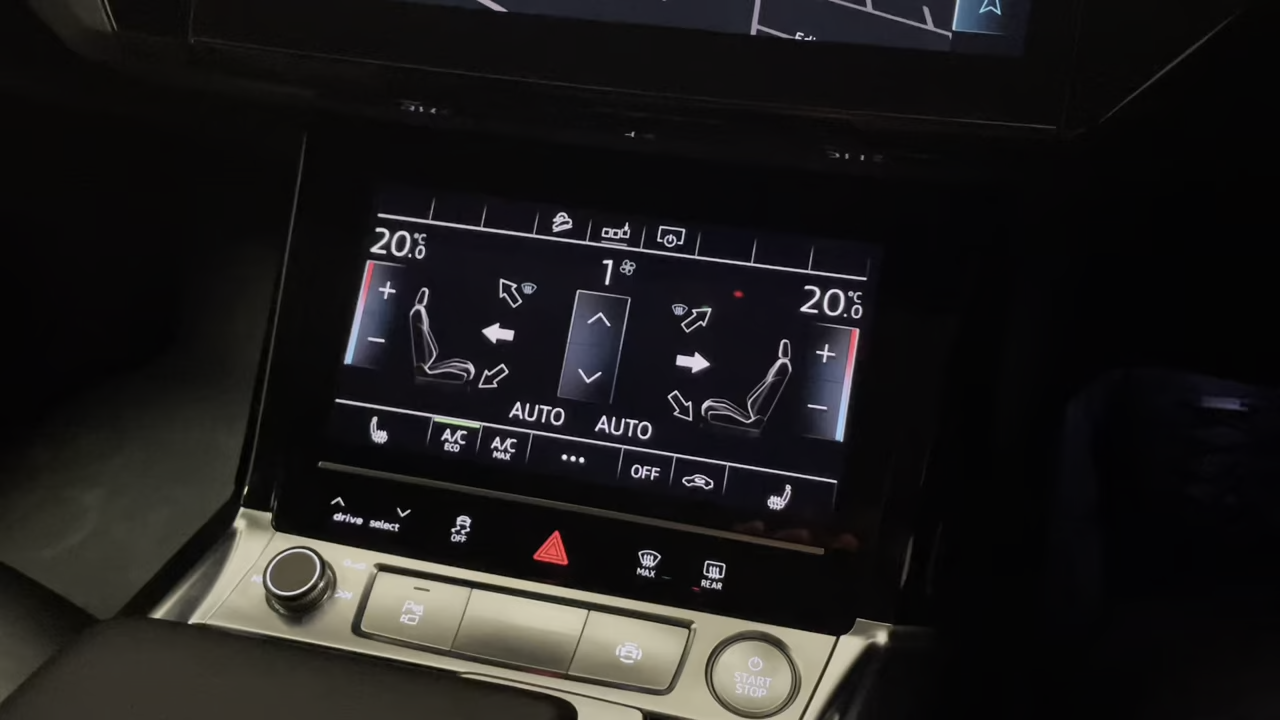 20.0 °C
1
20.0 °C
AUTO AUTO
A/C
ECO
A/C
MAX
OFF
drive select
OFF
MAX
REAR
START
STOP